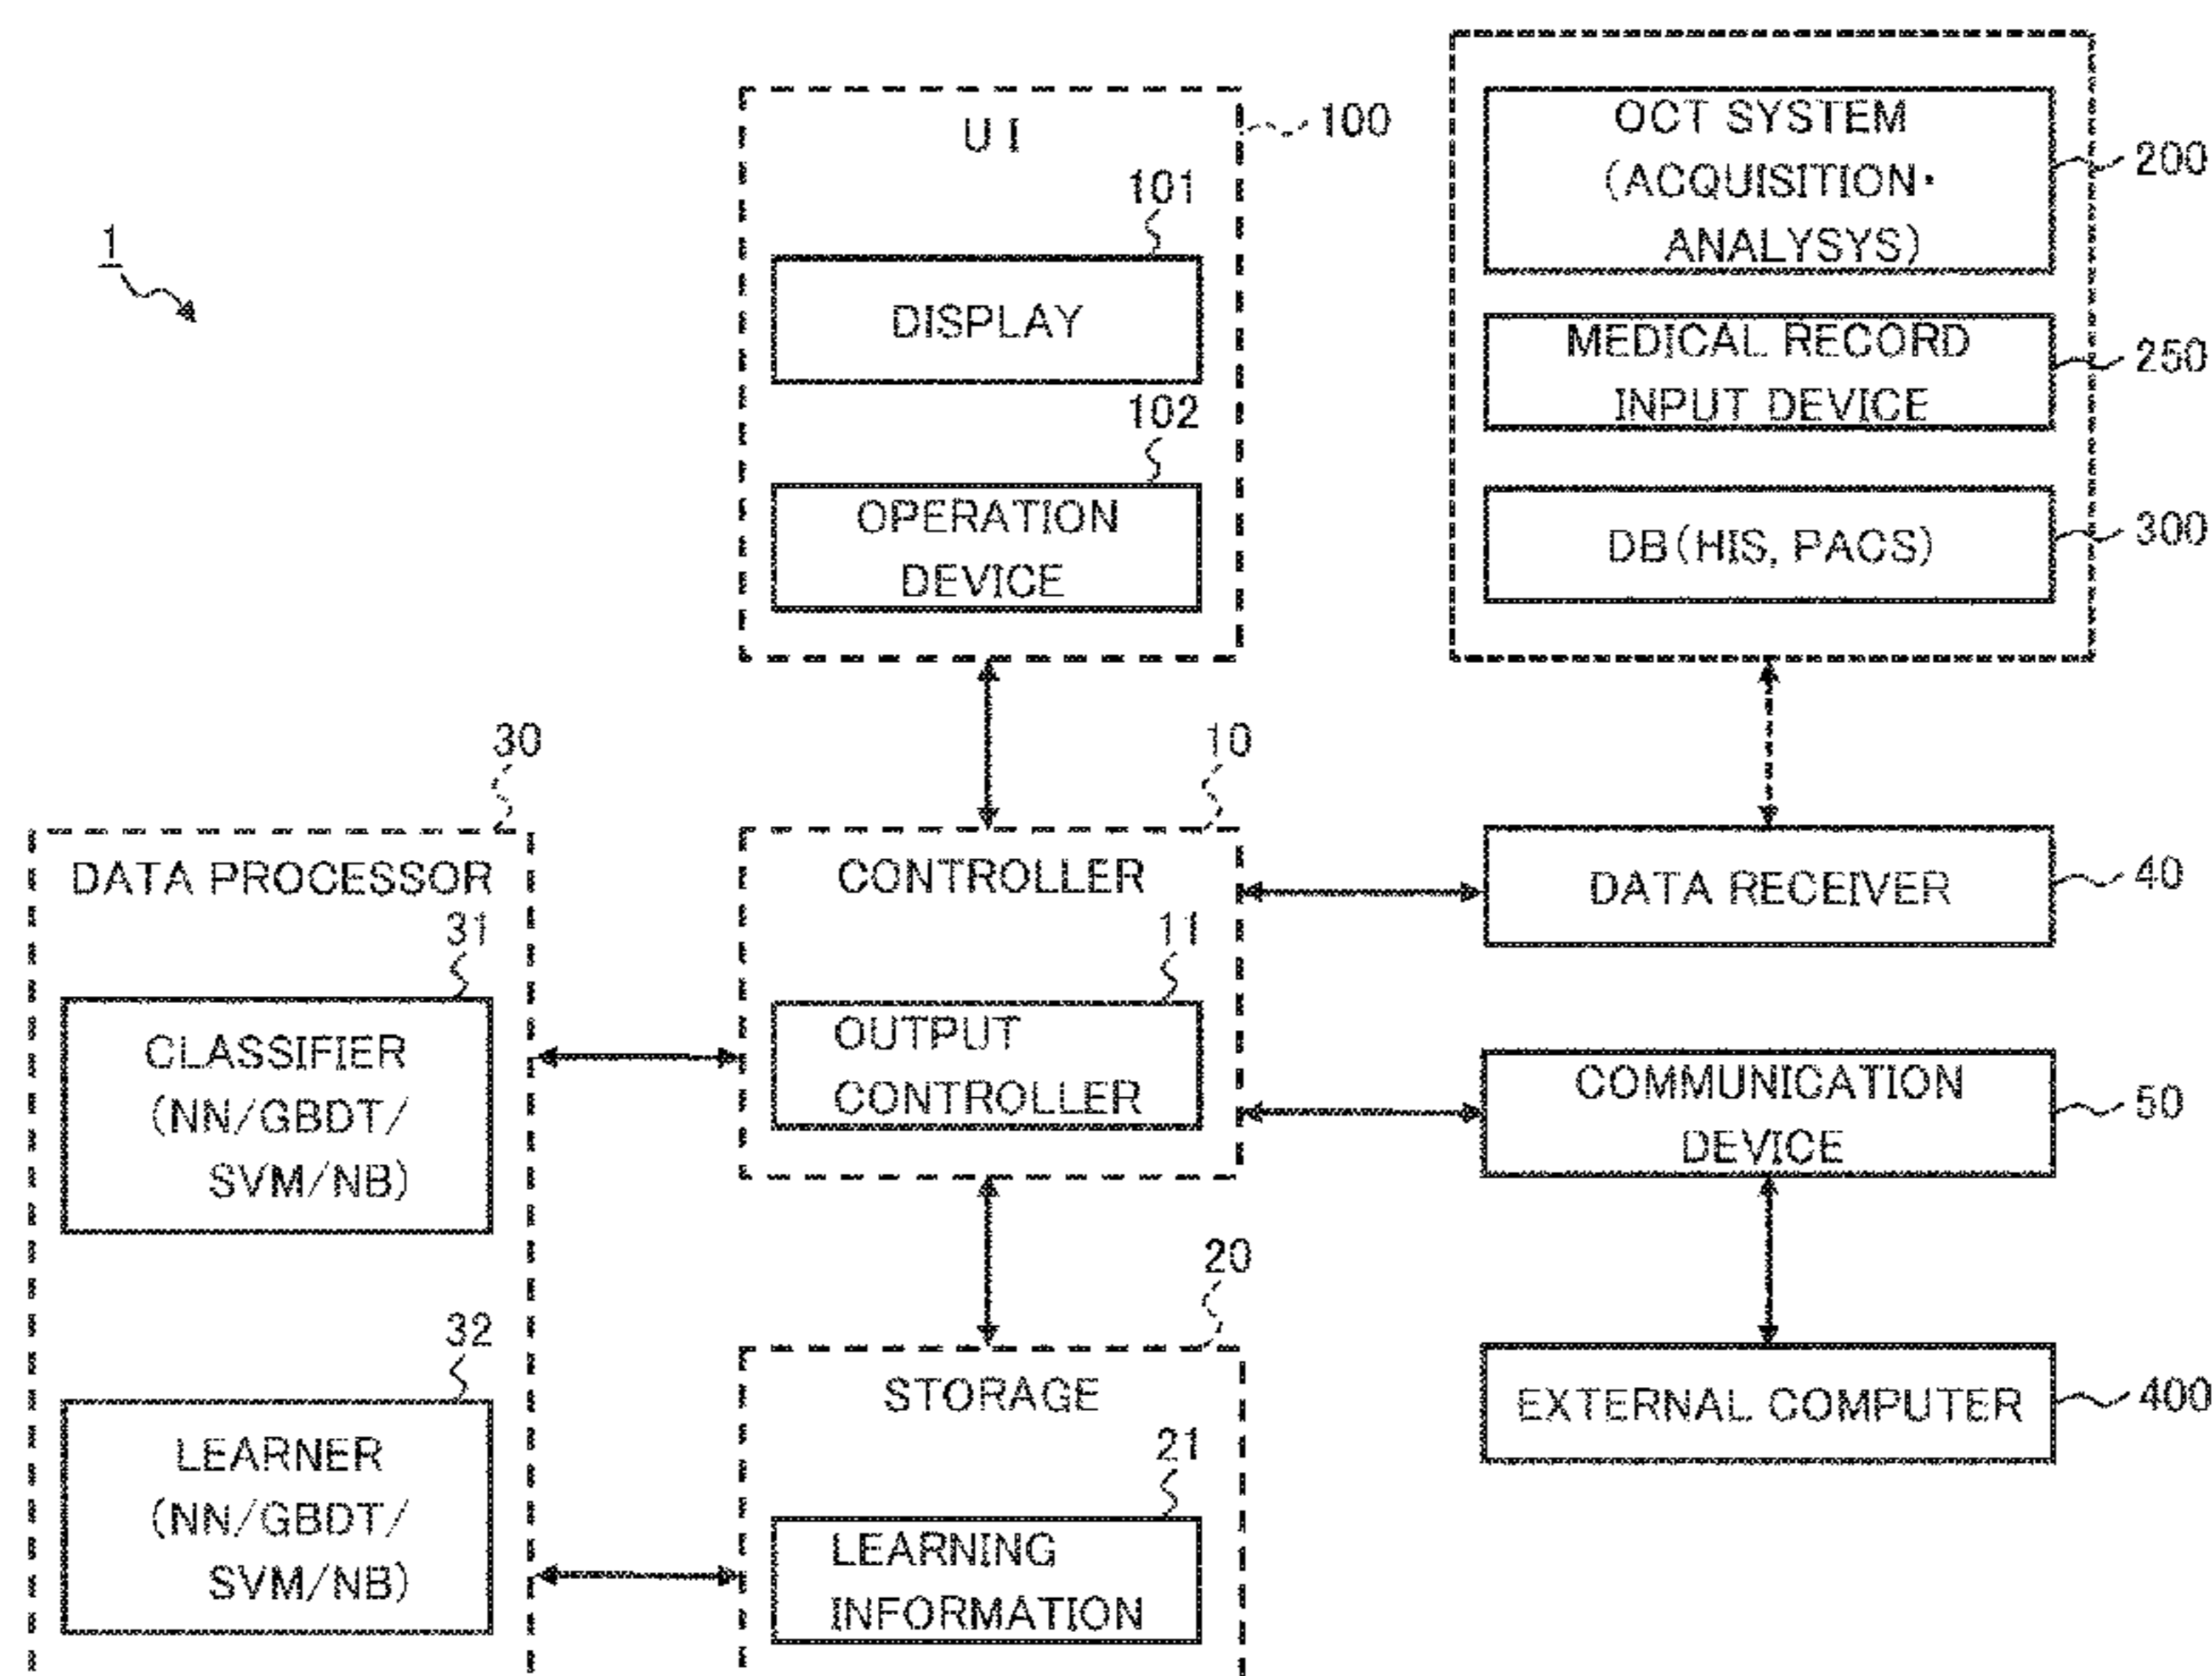 1
UI
100
101
DISPLAY
102
OPERATION
DEVICE
OCT SYSTEM
(ACQUISITION・
ANALYSYS)
200
MEDICAL RECORD
INPUT DEVICE
250
DB(HIS, PACS)
300
30
DATA PROCESSOR
31
CLASSIFIER
(NN/GBDT/
SVM/NB)
32
LEARNER
(NN/GBDT/
SVM/NB)
10
CONTROLLER
11
OUTPUT
CONTROLLER
20
STORAGE
21
LEARNING
INFORMATION
DATA RECEIVER
40
COMMUNICATION
DEVICE
50
EXTERNAL COMPUTER
400